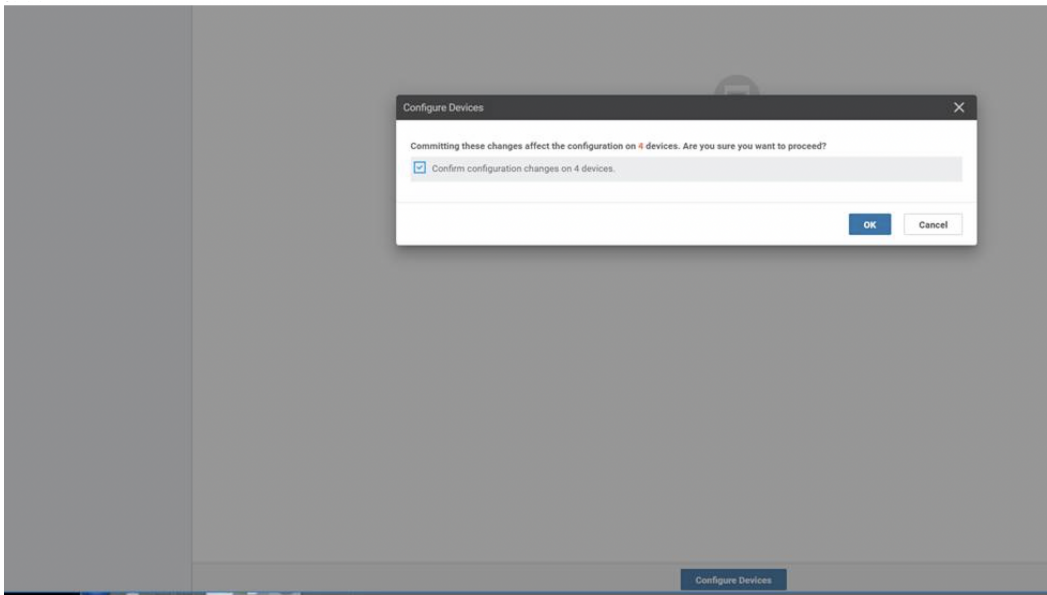 Configure Devices
Committing these changes affect the configuration on 4 devices. Are you sure you want to proceed?
Confirm configuration changes on 4 devices.
OK
Cancel
Configure Devices